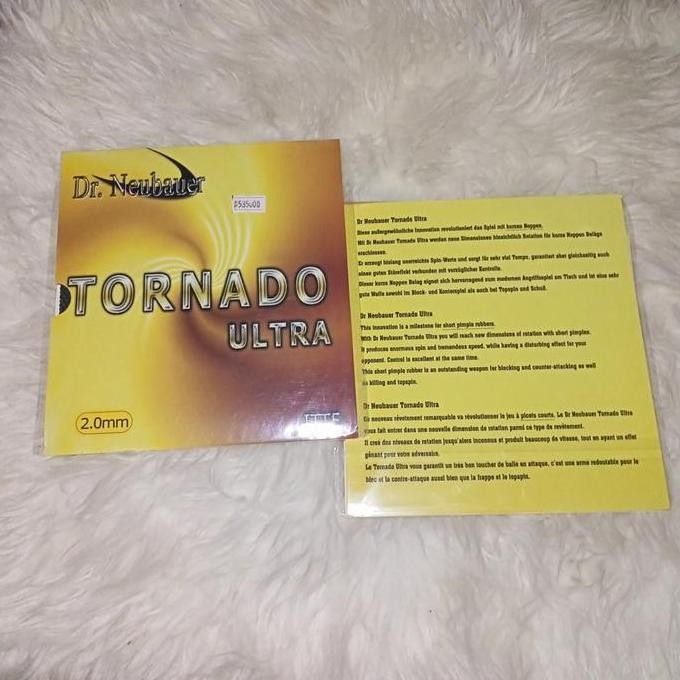 Dr. Neubauer
TORNADO
ULTRA
2.0mm
ITTF
Dr Neubauer Tornado Ultra
Diese außergewöhnliche Innovation revolutioniert das Spiel mit kurzen Noppen.
Mit Dr Neubauer Tornado Ultra werden neue Dimensionen hinsichtlich Rotation für kurze Noppen Beläge
erschlossen.
Er erzeugt bislang unerreichte Spin-Werte und sorgt für sehr viel Tempo, garantiert aber gleichzeitig auch
einen guten Störeffekt verbunden mit vorzüglicher Kontrolle.
Dieser kurze Noppen Belag eignet sich hervorragend zum modernen Angriffsspiel am Tisch und ist eine sehr
gute Waffe sowohl im Block- und Konterspiel als auch bei Topspin und Schuß.
Dr Neubauer Tornado Ultra
This innovation is a milestone for short pimple rubbers.
With Dr Neubauer Tornado Ultra you will reach new dimensions of rotation with short pimples.
It produces enormous spin and tremendous speed, while having a disturbing effect for your
opponent. Control is excellent at the same time.
This short pimple rubber is an outstanding weapon for blocking and counter-attacking as well
as killing and topspin.
Dr Neubauer Tornado Ultra
Ce nouveau revêtement remarquable va révolutionner le jeu à picots courts. Le Dr Neubauer Tornado Ultra
vous fait entrer dans une nouvelle dimension de rotation parmi ce type de revêtement.
Il crée des niveaux de rotation jusqu'alors inconnus et produit beaucoup de vitesse, tout en ayant un effet
gênant pour votre adversaire.
Le Tornado Ultra vous garantit un très bon toucher de balle en attaque, c'est une arme redoutable pour le
bloc et la contre-attaque aussi bien que la frappe et le topspin.